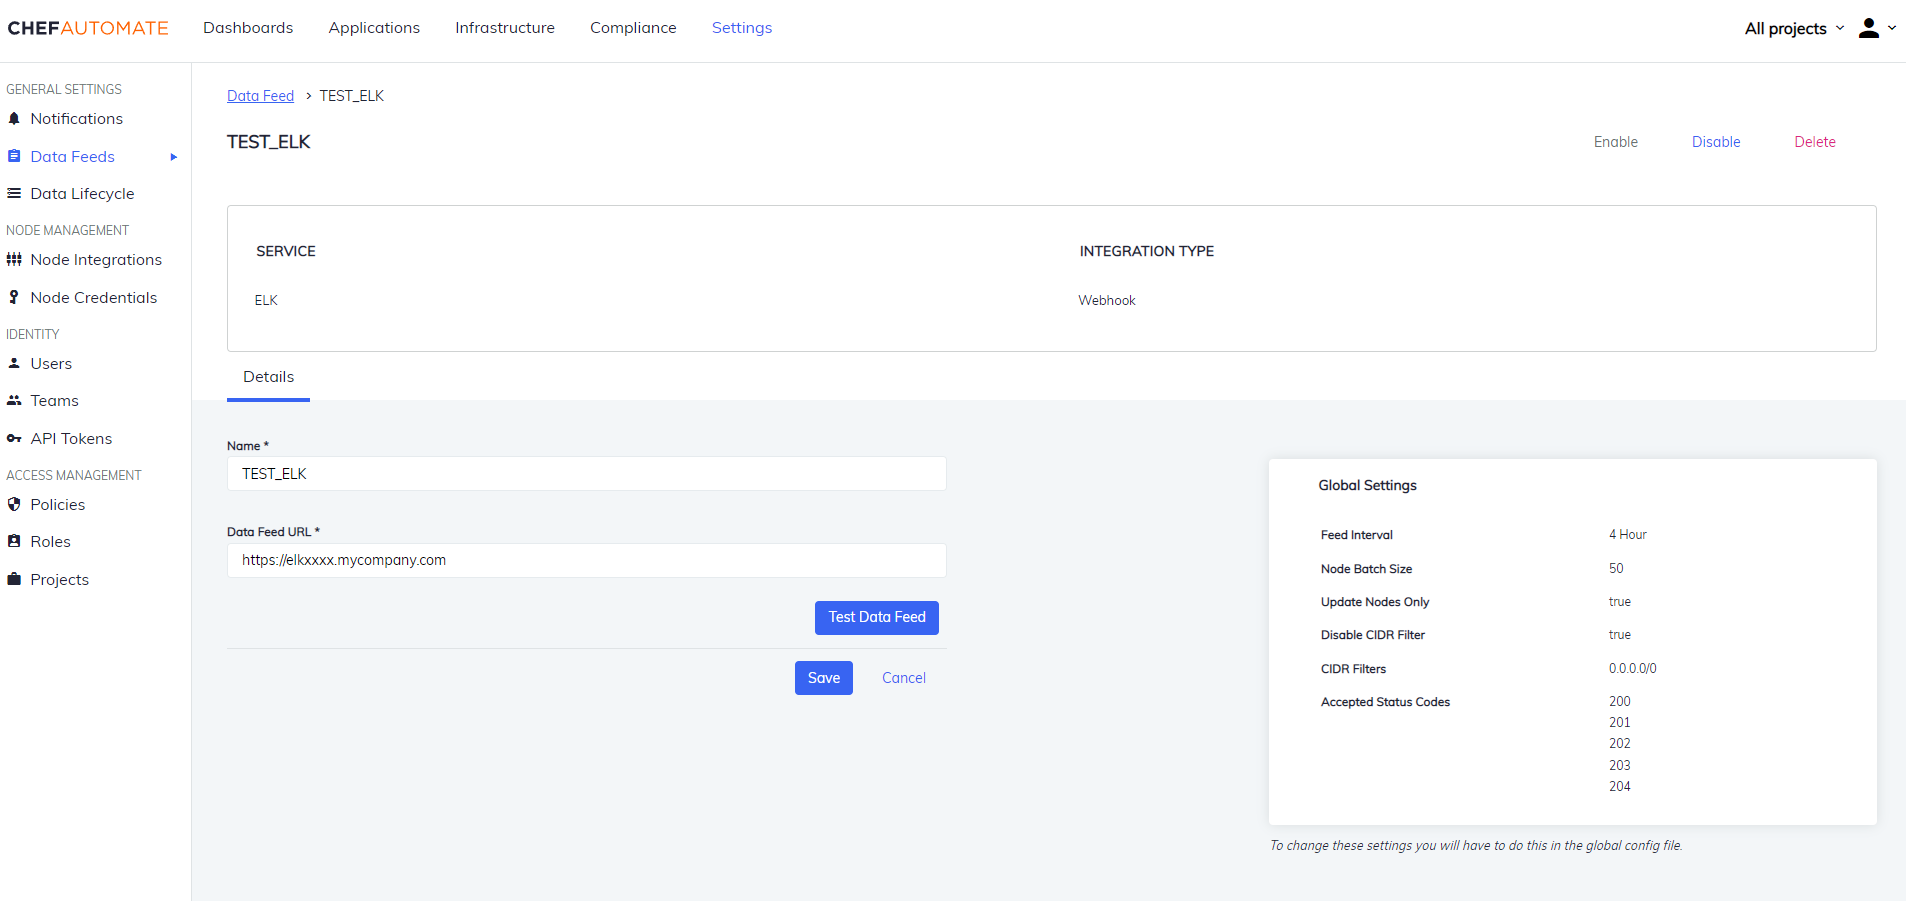 CHEFAUTOMATE Dashboards Applications Infrastructure Compliance Settings All projects
GENERAL SETTINGS
Notifications
Data Feeds
Data Lifecycle
NODE MANAGEMENT
Node Integrations
Node Credentials
IDENTITY
Users
Teams
API Tokens
ACCESS MANAGEMENT
Policies
Roles
Projects
Data Feed > TEST_ELK
TEST_ELK Enable Disable Delete
SERVICE INTEGRATION TYPE
ELK Webhook
Details
Name *
TEST_ELK
Data Feed URL *
https://elkxxxx.mycompany.com
Test Data Feed
Save Cancel
Global Settings
Feed Interval 4 Hour
Node Batch Size 50
Update Nodes Only true
Disable CIDR Filter true
CIDR Filters 0.0.0.0/0
Accepted Status Codes 200
201
202
203
204
To change these settings you will have to do this in the global config file.